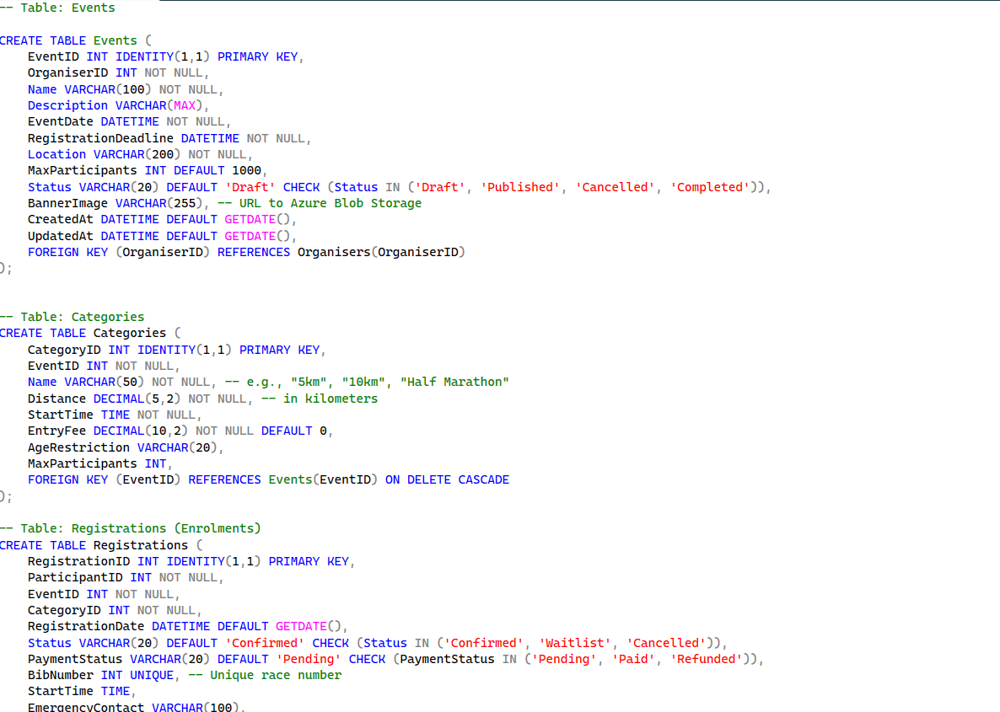 -- Table: Events
CREATE TABLE Events (
EventID INT IDENTITY(1,1) PRIMARY KEY,
OrganiserID INT NOT NULL,
Name VARCHAR(100) NOT NULL,
Description VARCHAR(MAX),
EventDate DATETIME NOT NULL,
RegistrationDeadline DATETIME NOT NULL,
Location VARCHAR(200) NOT NULL,
MaxParticipants INT DEFAULT 1000,
Status VARCHAR(20) DEFAULT 'Draft' CHECK (Status IN ('Draft', 'Published', 'Cancelled', 'Completed')),
BannerImage VARCHAR(255), -- URL to Azure Blob Storage
CreatedAt DATETIME DEFAULT GETDATE(),
UpdatedAt DATETIME DEFAULT GETDATE(),
FOREIGN KEY (OrganiserID) REFERENCES Organisers(OrganiserID)
);
-- Table: Categories
CREATE TABLE Categories (
CategoryID INT IDENTITY(1,1) PRIMARY KEY,
EventID INT NOT NULL,
Name VARCHAR(50) NOT NULL, -- e.g., "5km", "10km", "Half Marathon"
Distance DECIMAL(5,2) NOT NULL, -- in kilometers
StartTime TIME NOT NULL,
EntryFee DECIMAL(10,2) NOT NULL DEFAULT 0,
AgeRestriction VARCHAR(20),
MaxParticipants INT,
FOREIGN KEY (EventID) REFERENCES Events(EventID) ON DELETE CASCADE
);
-- Table: Registrations (Enrolments)
CREATE TABLE Registrations (
RegistrationID INT IDENTITY(1,1) PRIMARY KEY,
ParticipantID INT NOT NULL,
EventID INT NOT NULL,
CategoryID INT NOT NULL,
RegistrationDate DATETIME DEFAULT GETDATE(),
Status VARCHAR(20) DEFAULT 'Confirmed' CHECK (Status IN ('Confirmed', 'Waitlist', 'Cancelled')),
PaymentStatus VARCHAR(20) DEFAULT 'Pending' CHECK (PaymentStatus IN ('Pending', 'Paid', 'Refunded')),
BibNumber INT UNIQUE, -- Unique race number
StartTime TIME,
EmergencyContact VARCHAR(100),